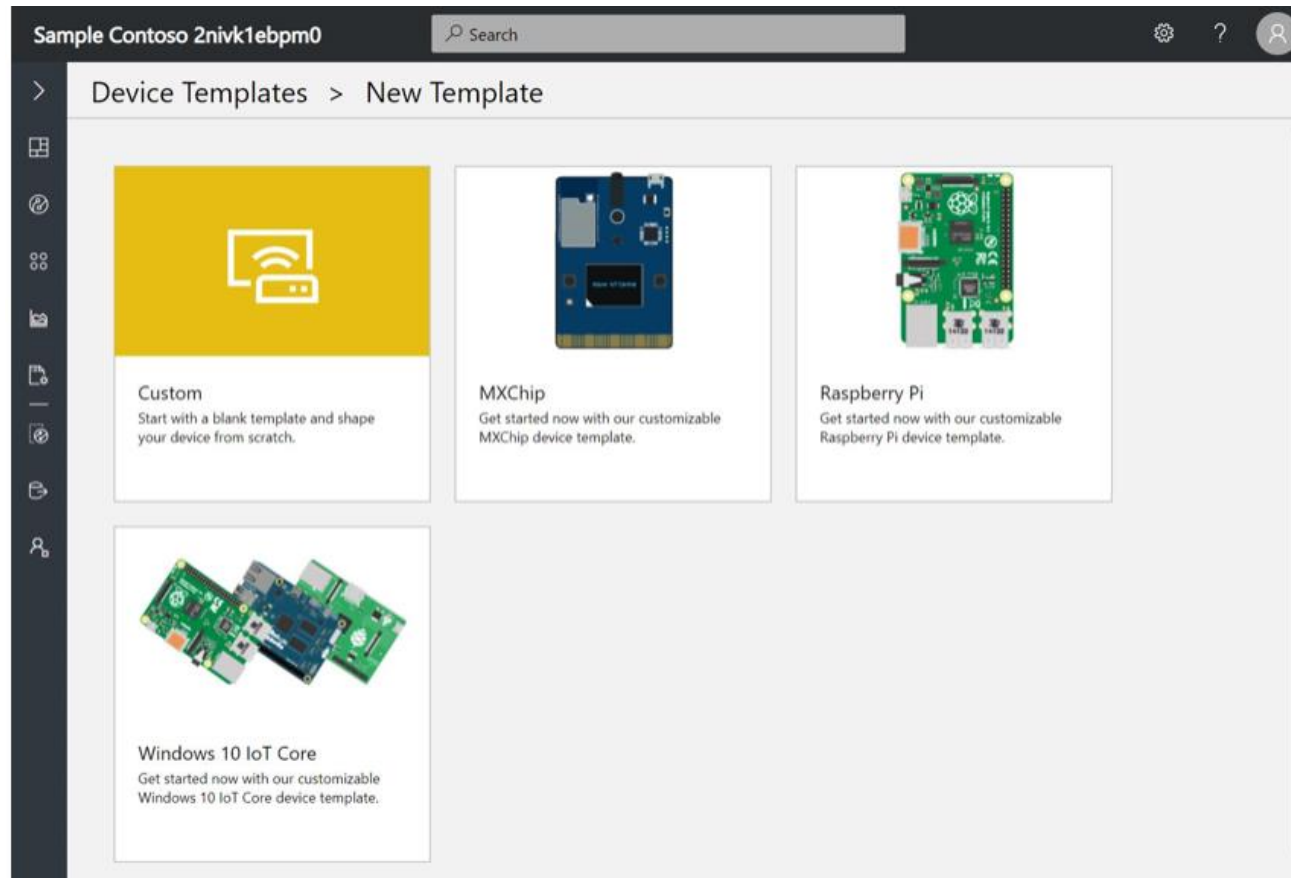 Sample Contoso 2nivk1ebpm0
Search
?
Device Templates > New Template
Custom
Start with a blank template and shape
your device from scratch.
MXChip
Get started now with our customizable
MXChip device template.
Raspberry Pi
Get started now with our customizable
Raspberry Pi device template.
Windows 10 IoT Core
Get started now with our customizable
Windows 10 IoT Core device template.